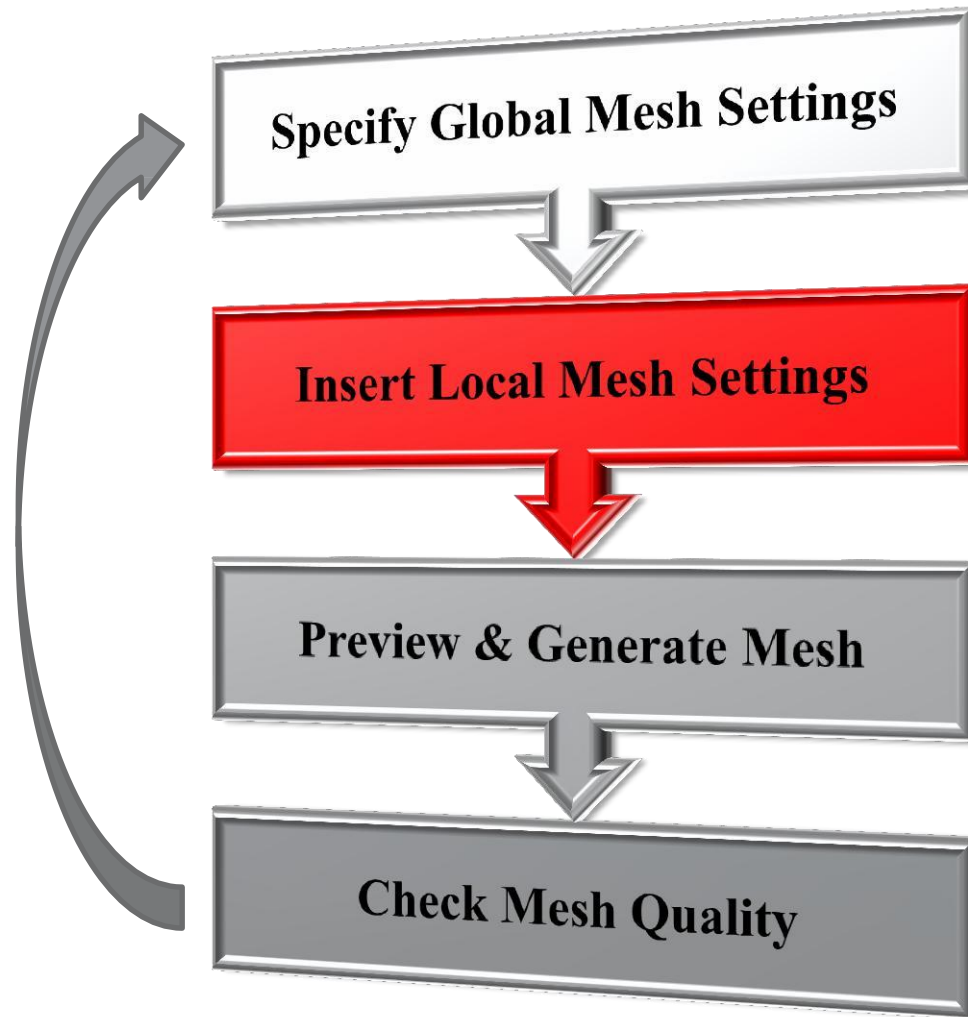 Specify Global Mesh Settings
Insert Local Mesh Settings
Preview & Generate Mesh
Check Mesh Quality